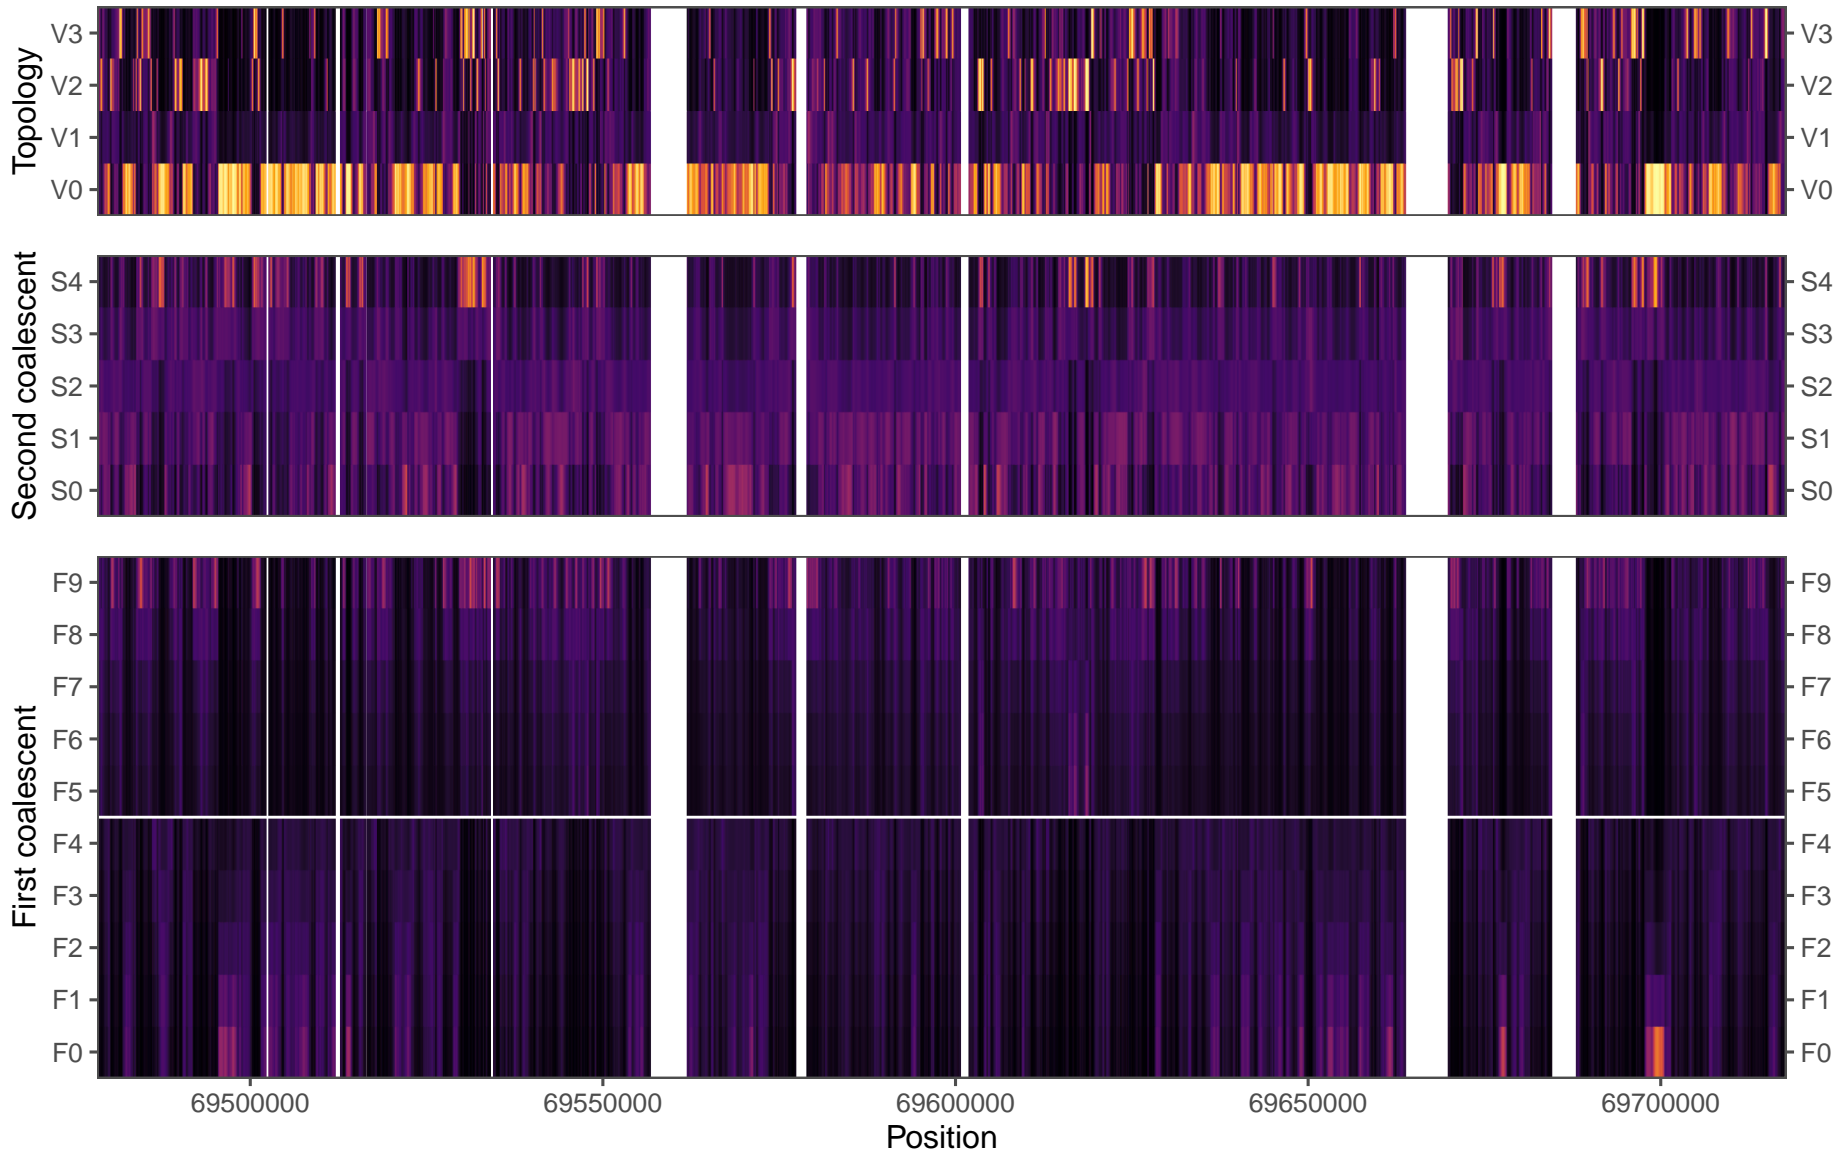 Topology
V3
V2
V1
V0
V3
V2
V1
V0
Second coalescent
S4
S3
S2
S1
S0
S4
S3
S2
S1
S0
First coalescent
F9
F8
F7
F6
F5
F4
F3
F2
F1
F0
F9
F8
F7
F6
F5
F4
F3
F2
F1
F0
69500000
69550000
69600000
69650000
69700000
Position